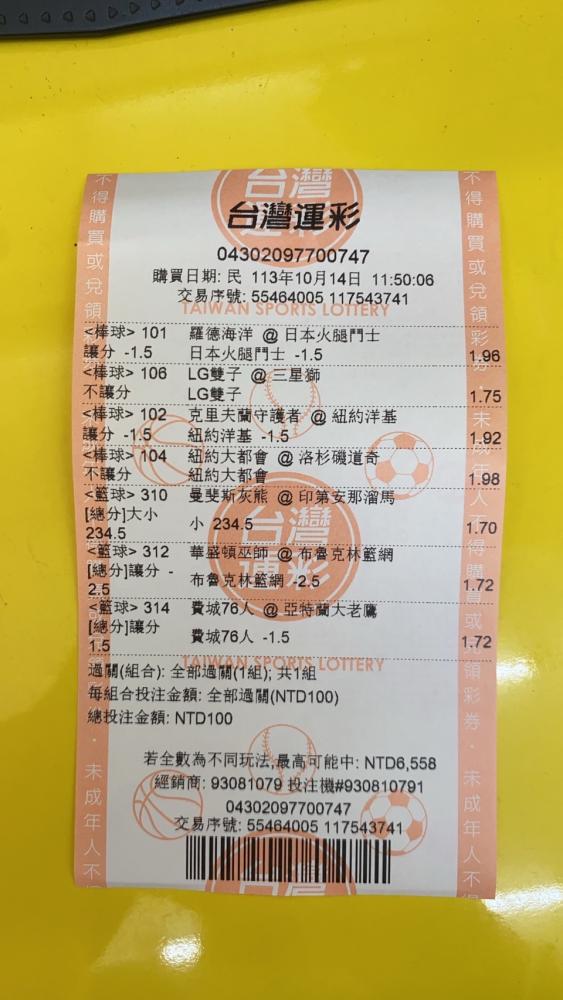 台灣運彩
04302097700747
購買日期: 民 113年10月14日 11:50:06
交易序號: 55464005 117543741
TAIWAN SPORTS LOTTERY
<棒球> 101 羅德海洋 @ 日本火腿鬥士
讓分 -1.5 日本火腿鬥士 -1.5 1.96
<棒球> 106 LG雙子 @ 三星獅
不讓分 LG雙子 1.75
<棒球> 102 克里夫蘭守護者 @ 紐約洋基
讓分 -1.5 紐約洋基 -1.5 1.92
<棒球> 104 紐約大都會 @ 洛杉磯道奇
不讓分 紐約大都會 1.98
<籃球> 310 曼斐斯灰熊 @ 印第安那溜馬
[總分]大小 小 234.5 1.70
234.5
<籃球> 312 華盛頓巫師 @ 布魯克林籃網
[總分]讓分 - 布魯克林籃網 -2.5 1.72
2.5
<籃球> 314 費城76人 @ 亞特蘭大老鷹
[總分]讓分 費城76人 -1.5 1.72
1.5
TAIWAN SPORTS LOTTERY
過關(組合): 全部過關(1組); 共1組
每組合投注金額: 全部過關(NTD100)
總投注金額: NTD100
若全數為不同玩法,最高可能中: NTD6,558
經銷商: 93081079 投注機#930810791
04302097700747
交易序號: 55464005 117543741
不得購買或兌領彩券・未成年人不得購買或兌領彩券・未成年人不